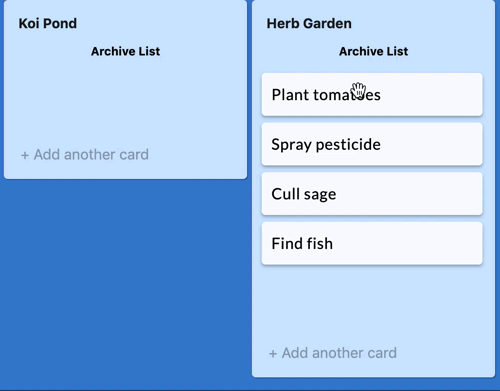 Koi Pond
Archive List
+ Add another card
Herb Garden
Archive List
Plant tomatoes
Spray pesticide
Cull sage
Find fish
+ Add another card